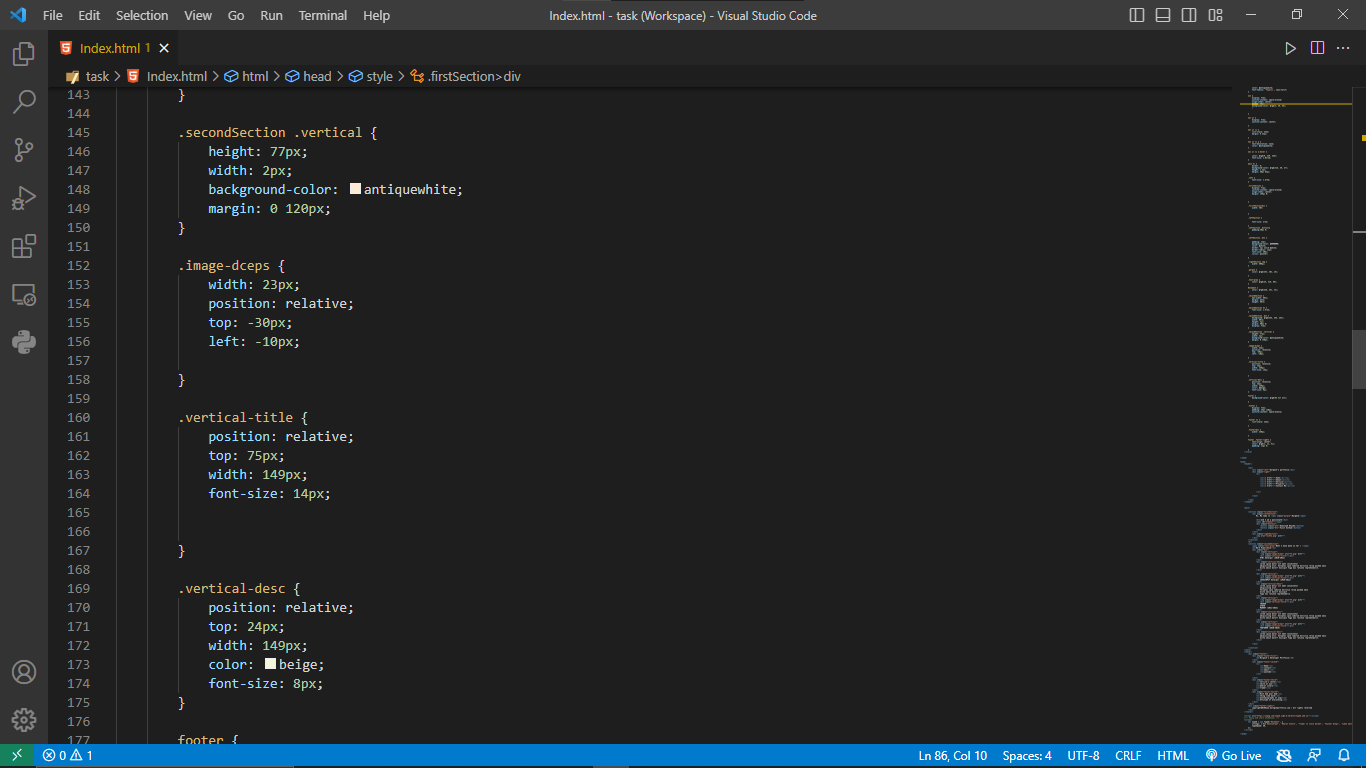 File Edit Selection View Go Run Terminal Help Index.html - task (Workspace) - Visual Studio Code
Index.html 1
task > Index.html > html > head > style > .firstSection>div
143 }
144
145 .secondSection .vertical {
146 height: 77px;
147 width: 2px;
148 background-color: antiquewhite;
149 margin: 0 120px;
150 }
151
152 .image-dceps {
153 width: 23px;
154 position: relative;
155 top: -30px;
156 left: -10px;
157
158 }
159
160 .vertical-title {
161 position: relative;
162 top: 75px;
163 width: 149px;
164 font-size: 14px;
165
166
167 }
168
169 .vertical-desc {
170 position: relative;
171 top: 24px;
172 width: 149px;
173 color: beige;
174 font-size: 8px;
175 }
176
177 footer {
0 1 Ln 86, Col 10 Spaces: 4 UTF-8 CRLF HTML Go Live